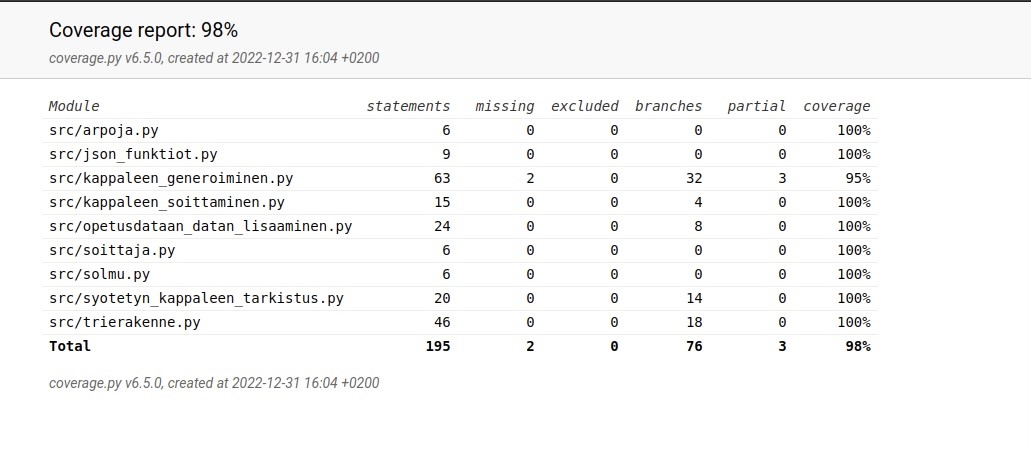 Coverage report: 98%
coverage.py v6.5.0, created at 2022-12-31 16:04 +0200
Module statements missing excluded branches partial coverage
src/arpoja.py 6 0 0 0 0 100%
src/json_funktiot.py 9 0 0 0 0 100%
src/kappaleen_generoiminen.py 63 2 0 32 3 95%
src/kappaleen_soittaminen.py 15 0 0 4 0 100%
src/opetusdataan_datan_lisaaminen.py 24 0 0 8 0 100%
src/soittaja.py 6 0 0 0 0 100%
src/solmu.py 6 0 0 0 0 100%
src/syotetyn_kappaleen_tarkistus.py 20 0 0 14 0 100%
src/trierakenne.py 46 0 0 18 0 100%
Total 195 2 0 76 3 98%
coverage.py v6.5.0, created at 2022-12-31 16:04 +0200